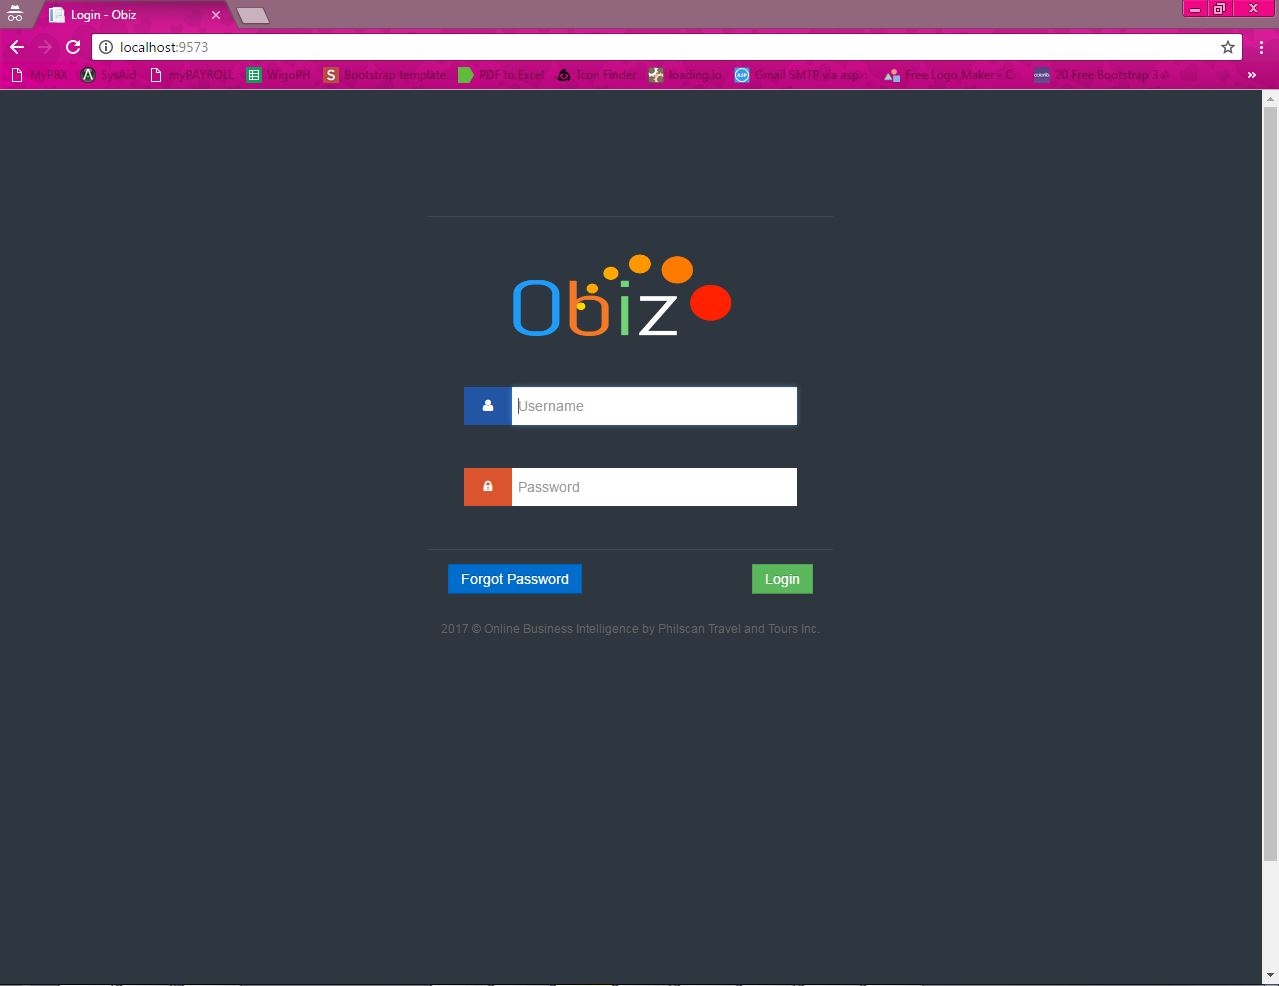 Login - Obiz
localhost:9573
MyPBX SysAid myPAYROLL WigoPH S Bootstrap template PDF to Excel Icon Finder loading.io ASP Gmail SMTP via asp.n Free Logo Maker - C colorlib 20 Free Bootstrap 3 A »
Obiz
Username
Password
Forgot Password Login
2017 © Online Business Intelligence by Philscan Travel and Tours Inc.